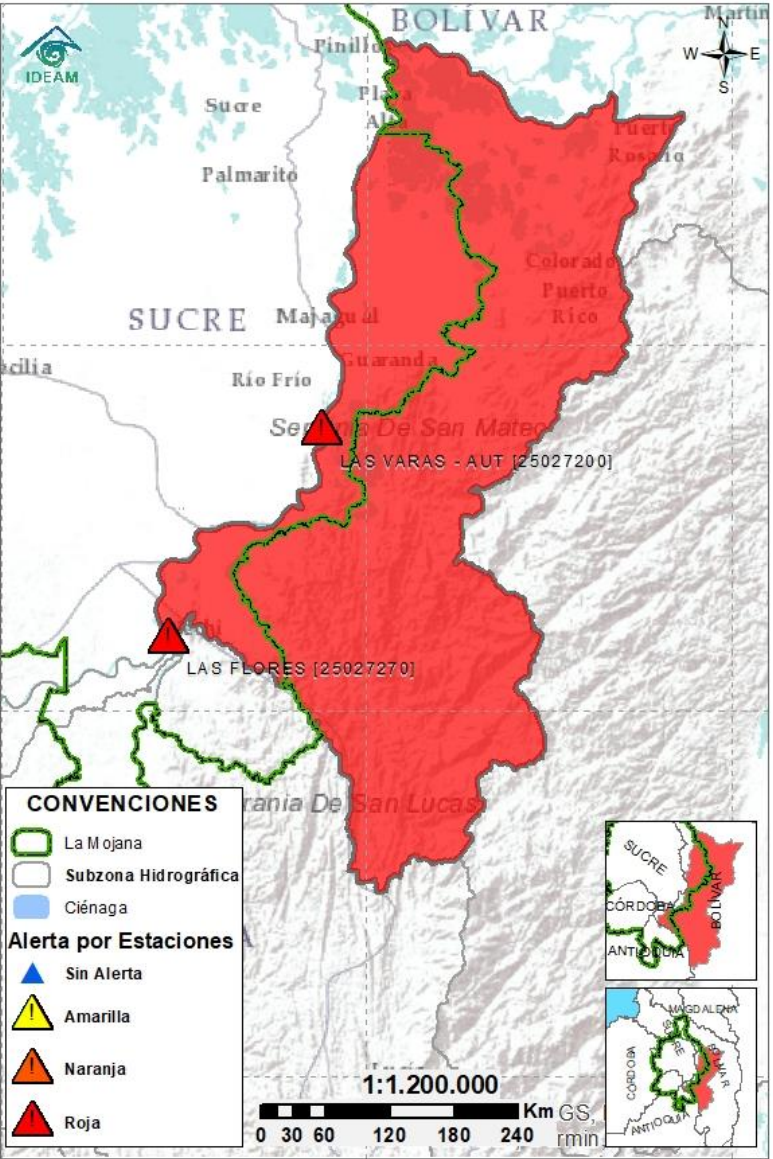 BOLÍVAR
IDEAM
N
W E
S
Pinillo
Sucre
Palmarito
Puerto
Rosario
Colorado
Puerto
Rico
SUCRE
Majagual
Guaranda
Río Frío
De San Mateo
LAS VARAS - AUT [25027200]
LAS FLORES [25027270]
De San Lucas
CONVENCIONES
La Mojana
Subzona Hidrográfica
Ciénaga
Alerta por Estaciones
Sin Alerta
Amarilla
Naranja
Roja
1:1.200.000
Km
0 30 60 120 180 240
SUCRE
CÓRDOBA
BOLÍVAR
ANTIOQUIA
MAGDALENA
SUCRE
BOLÍVAR
CÓRDOBA
ANTIOQUIA